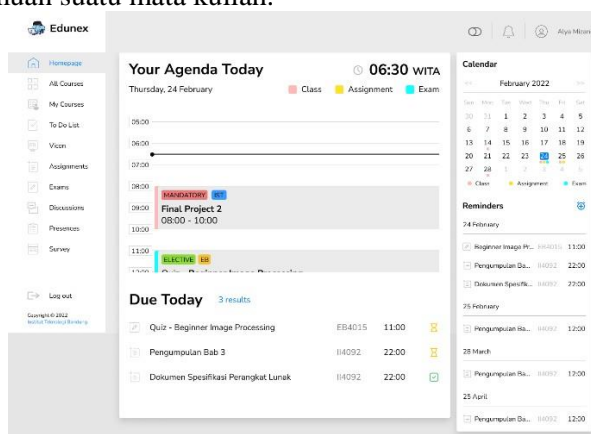 suatu mata kuliah.
Edunex
Alya Mitan
Homepage
All Courses
My Courses
To Do List
Vicon
Assignments
Exams
Discussions
Presences
Survey
Log out
Copyright © 2022
Institut Teknologi Bandung
Your Agenda Today
06:30 WITA
Thursday, 24 February
Class
Assignment
Exam
05:00
06:00
07:00
08:00
MANDATORY IST
09:00
Final Project 2
08:00 - 10:00
10:00
11:00
ELECTIVE EB
12:00
Quiz - Beginner Image Processing
Due Today 3 results
Quiz - Beginner Image Processing EB4015 11:00
Pengumpulan Bab 3 II4092 22:00
Dokumen Spesifikasi Perangkat Lunak II4092 22:00
Calendar
February 2022
Sun Mon Tue Wed Thu Fri Sat
30 31 1 2 3 4 5
6 7 8 9 10 11 12
13 14 15 16 17 18 19
20 21 22 23 24 25 26
27 28 1 2 3 4 5
Class Assignment Exam
Reminders
24 February
Beginner Image Pr... 11:00
Pengumpulan Ba... II4092 22:00
Dokumen Spesifik... II4092 22:00
25 February
Pengumpulan Ba... II4092 12:00
28 March
Pengumpulan Ba... II4092 12:00
25 April
Pengumpulan Ba... II4092 12:00